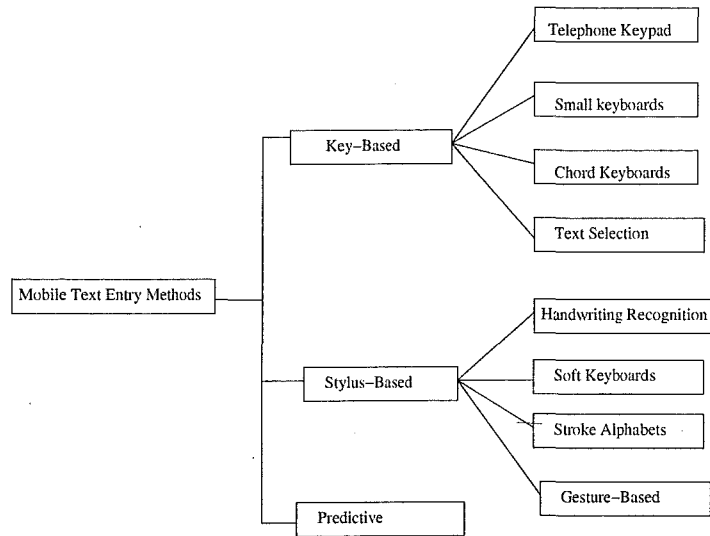 Telephone Keypad
Small keyboards
Key–Based
Chord Keyboards
Text Selection
Mobile Text Entry Methods
Handwriting Recognition
Stylus–Based
Soft Keyboards
Stroke Alphabets
Gesture–Based
Predictive